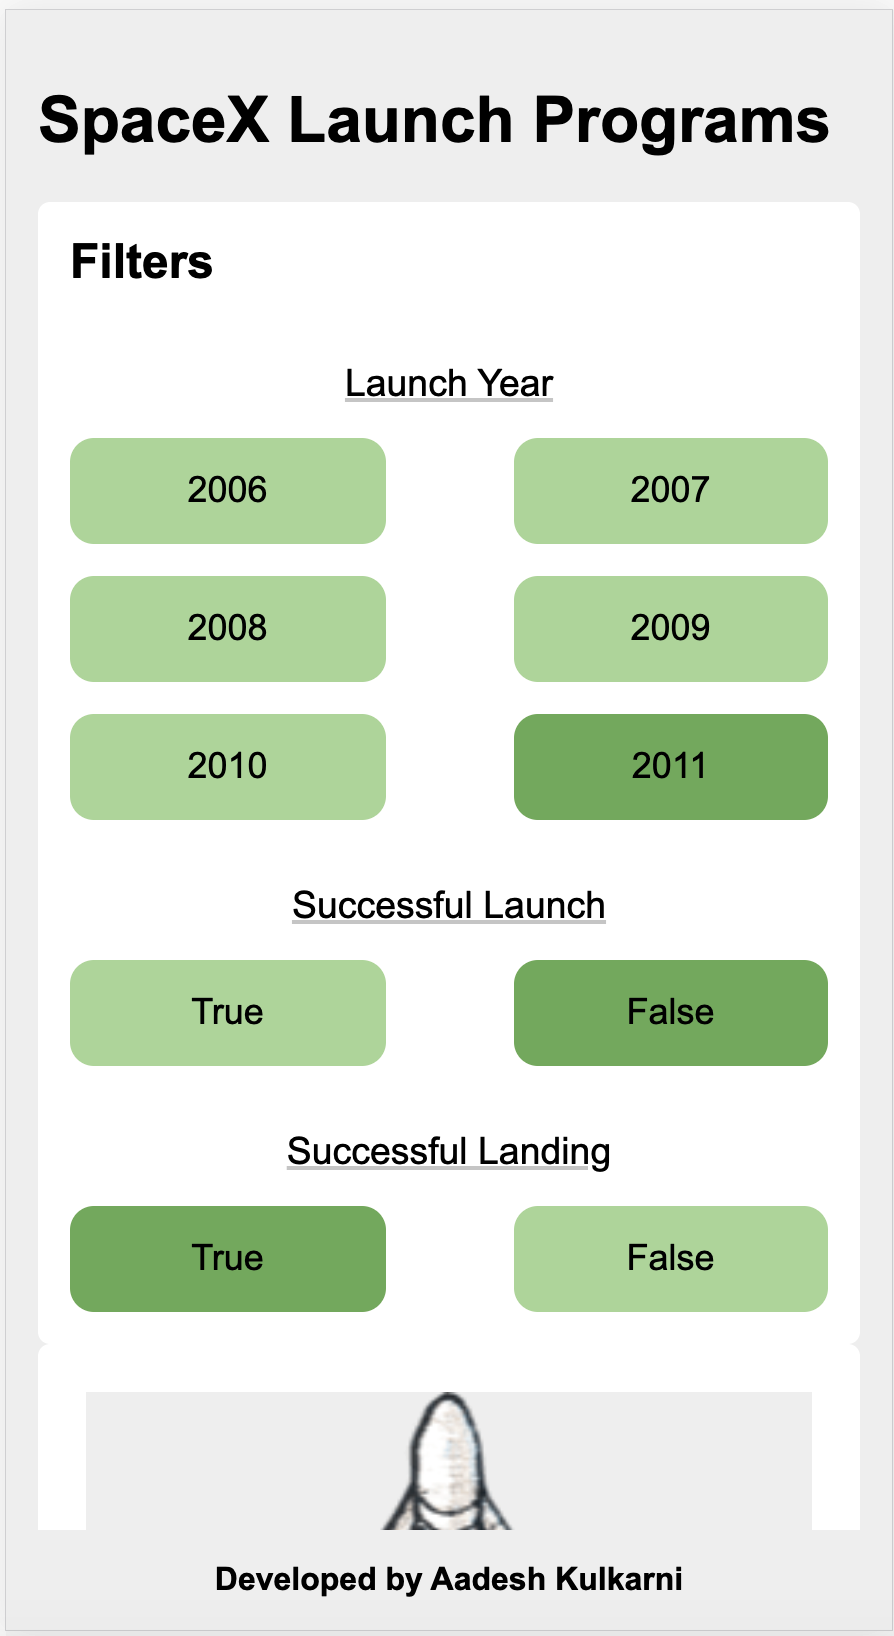 SpaceX Launch Programs
Filters
Launch Year
2006 2007
2008 2009
2010 2011
Successful Launch
True False
Successful Landing
True False
Developed by Aadesh Kulkarni